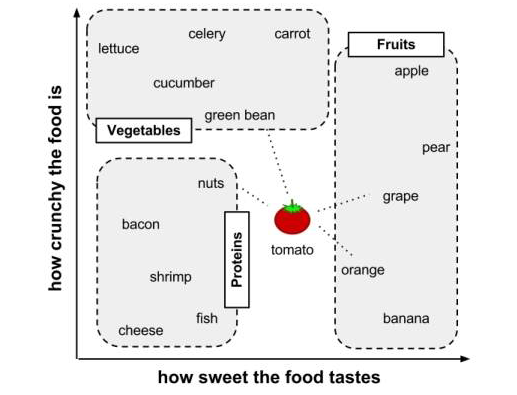 celery
carrot
lettuce
Fruits
apple
cucumber
green bean
Vegetables
pear
nuts
grape
bacon
tomato
Proteins
shrimp
orange
fish
banana
cheese
how crunchy the food is
how sweet the food tastes